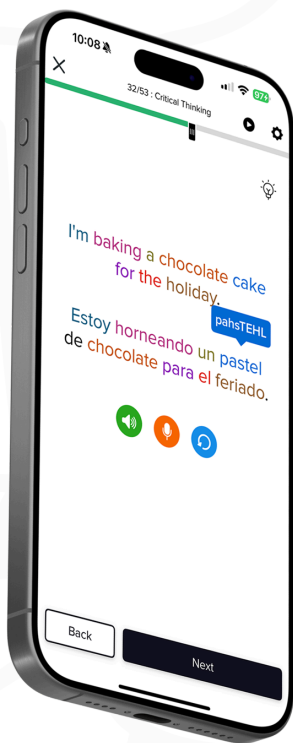 10:08
97+
32/53 : Critical Thinking
I'm baking a chocolate cake
for the holiday.
pahsTEHL
Estoy horneando un pastel
de chocolate para el feriado.
Back
Next